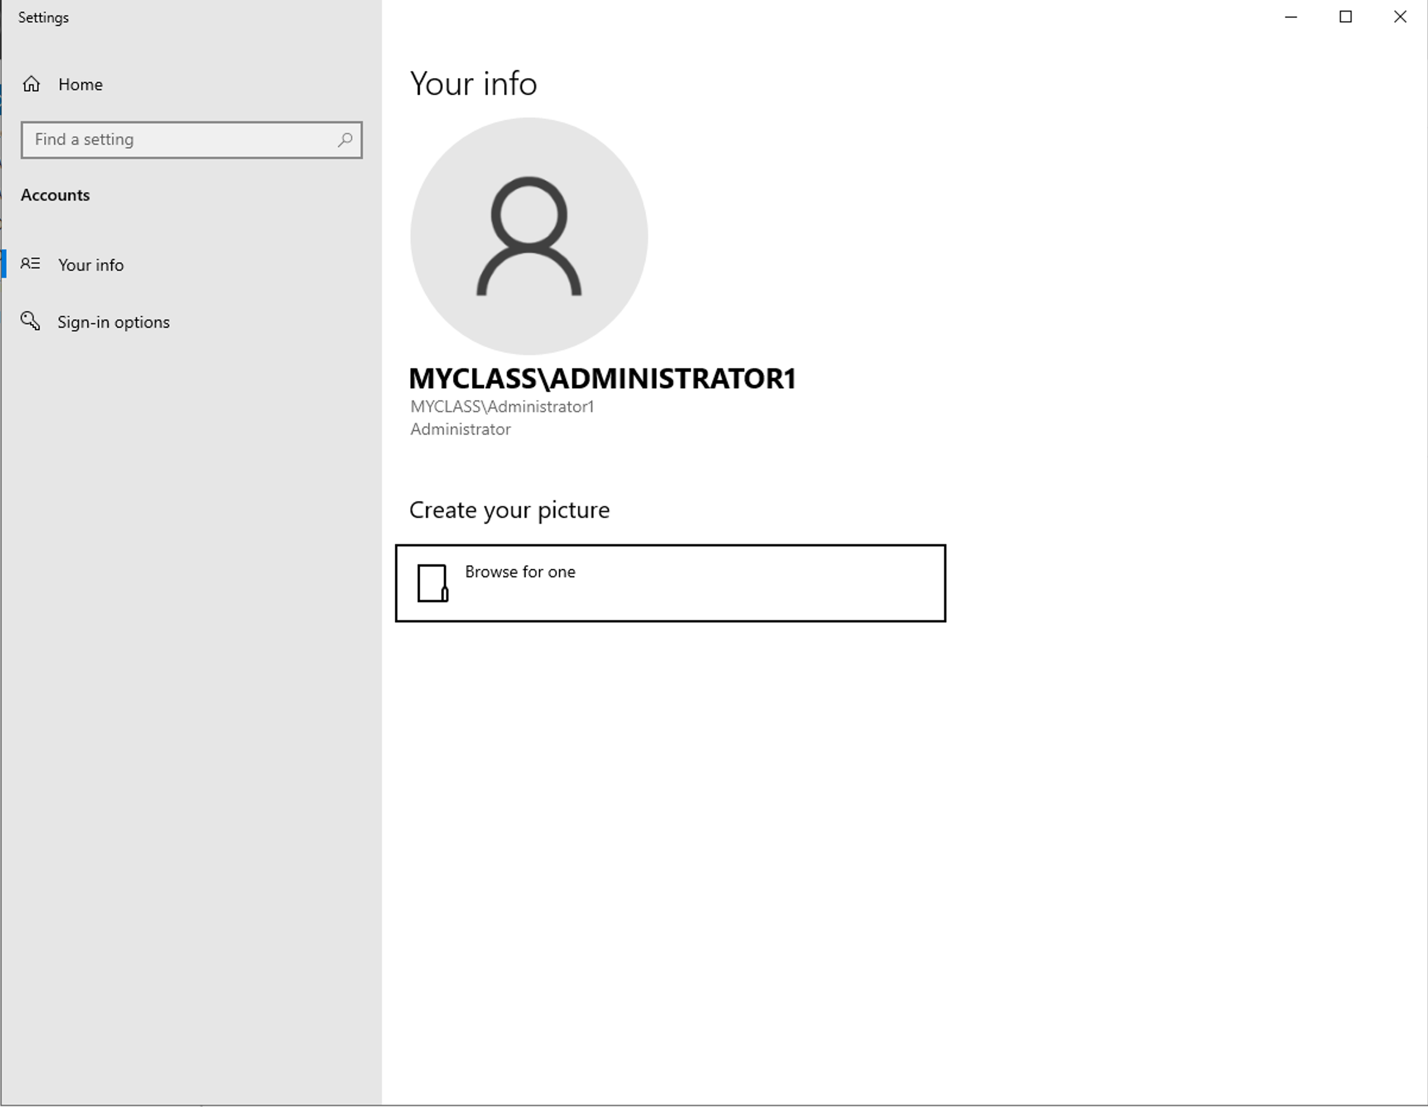 Settings
Home
Find a setting
Accounts
Your info
Sign-in options
Your info
MYCLASS\ADMINISTRATOR1
MYCLASS\Administrator1
Administrator
Create your picture
Browse for one